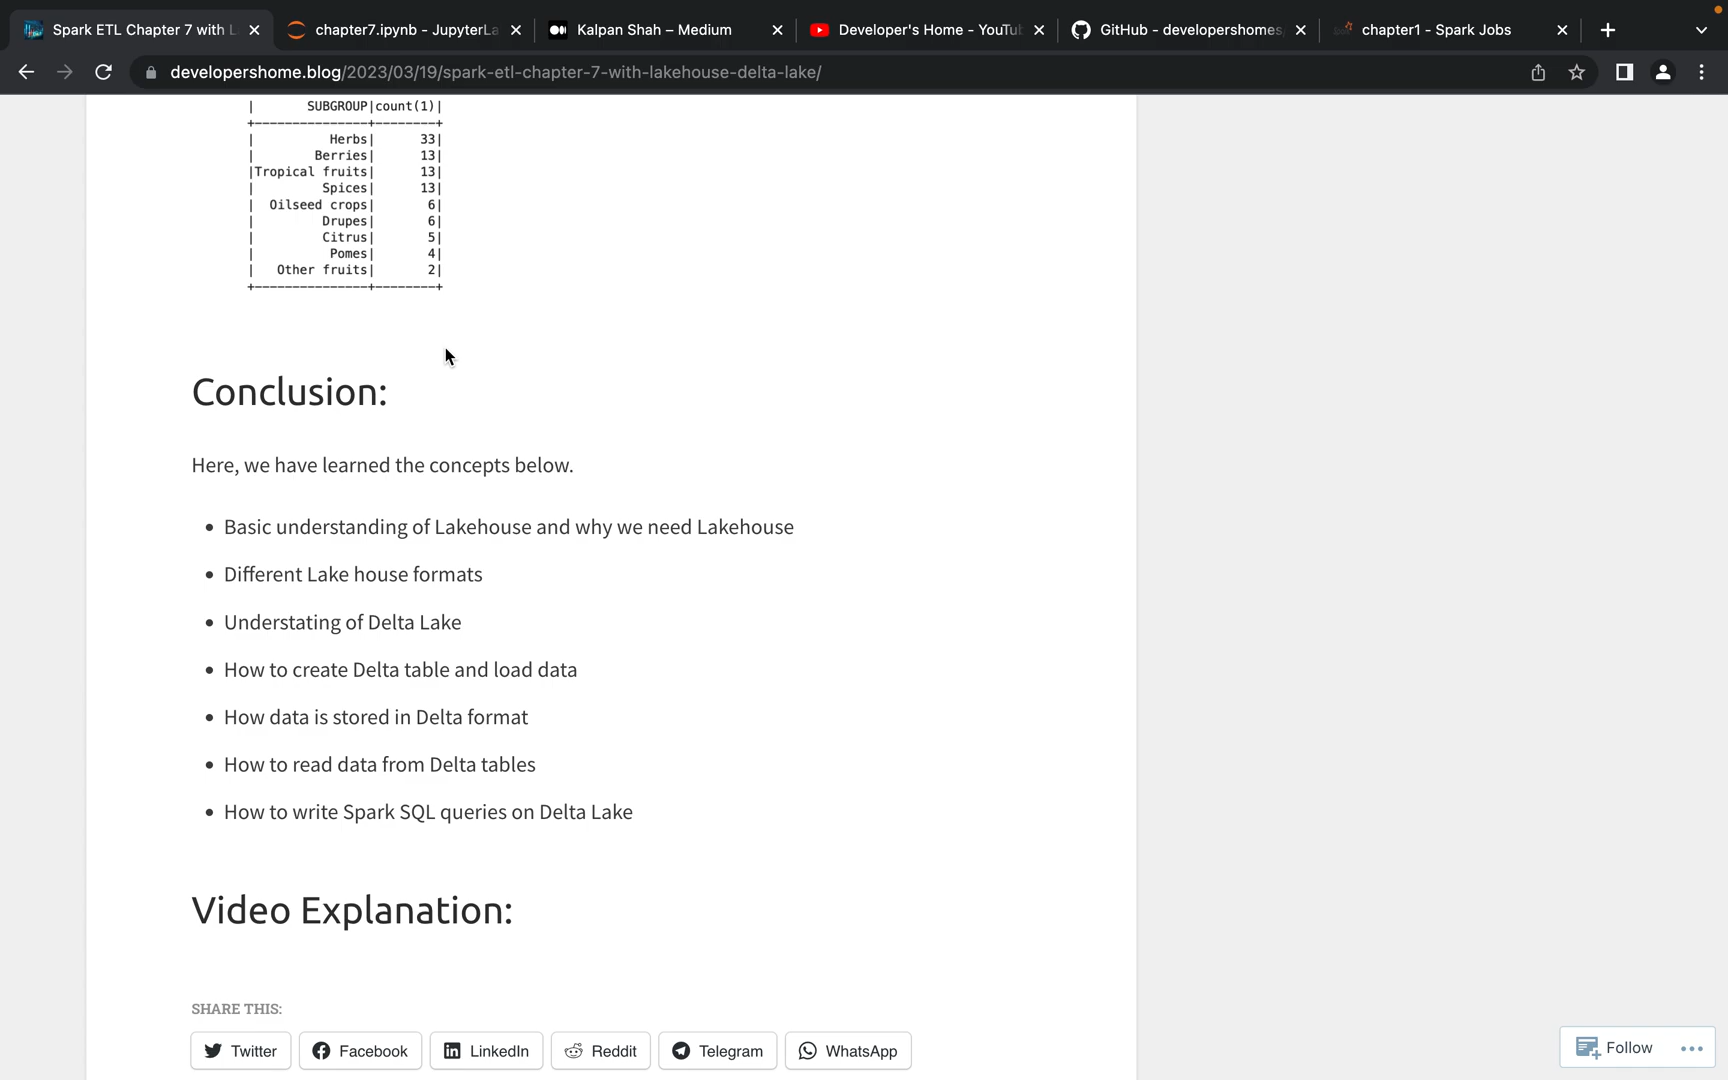 Spark ETL Chapter 7 with L
chapter7.ipynb - JupyterLa
Kalpan Shah – Medium
Developer's Home - YouTu
GitHub - developershomes
chapter1 - Spark Jobs
developershome.blog/2023/03/19/spark-etl-chapter-7-with-lakehouse-delta-lake/
| SUBGROUP|count(1)|
+---------------+--------+
| Herbs| 33|
| Berries| 13|
|Tropical fruits| 13|
| Spices| 13|
| Oilseed crops| 6|
| Drupes| 6|
| Citrus| 5|
| Pomes| 4|
| Other fruits| 2|
+---------------+--------+
Conclusion:
Here, we have learned the concepts below.
• Basic understanding of Lakehouse and why we need Lakehouse
• Different Lake house formats
• Understating of Delta Lake
• How to create Delta table and load data
• How data is stored in Delta format
• How to read data from Delta tables
• How to write Spark SQL queries on Delta Lake
Video Explanation:
SHARE THIS:
Twitter
Facebook
LinkedIn
Reddit
Telegram
WhatsApp
Follow